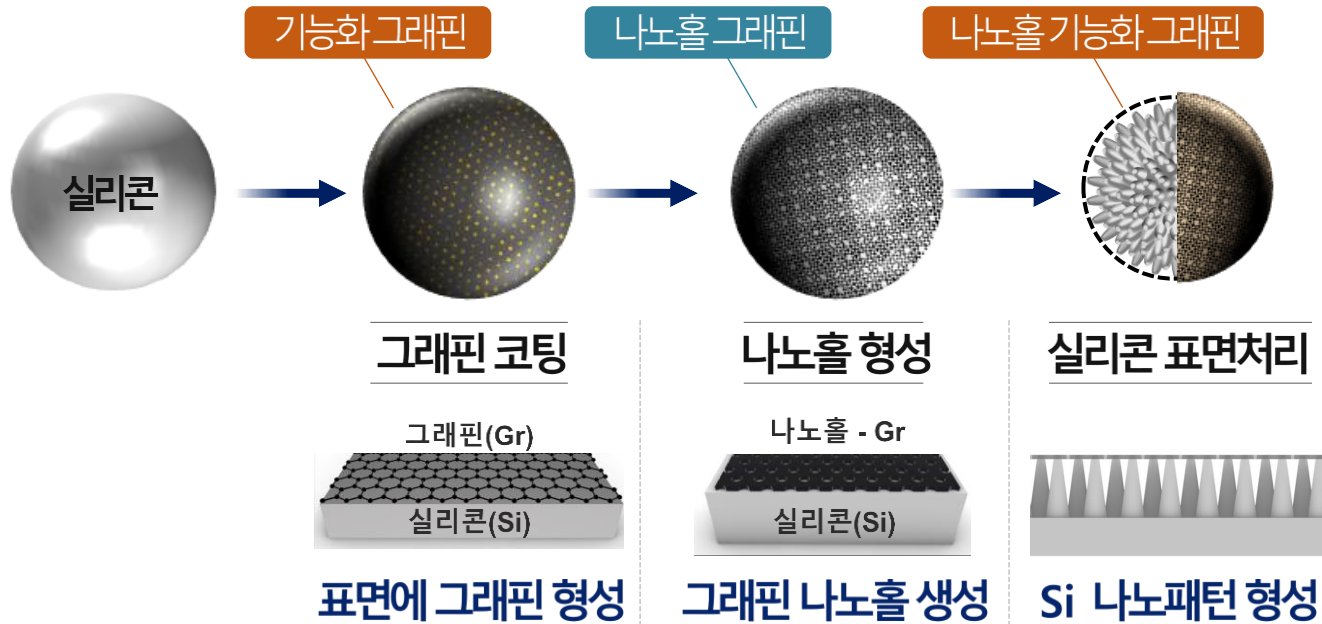 기능화 그래핀
나노홀 그래핀
나노홀 기능화 그래핀
실리콘
그래핀 코팅
나노홀 형성
실리콘 표면처리
그래핀(Gr)
나노홀 - Gr
실리콘(Si)
실리콘(Si)
표면에 그래핀 형성
그래핀 나노홀 생성
Si 나노패턴 형성